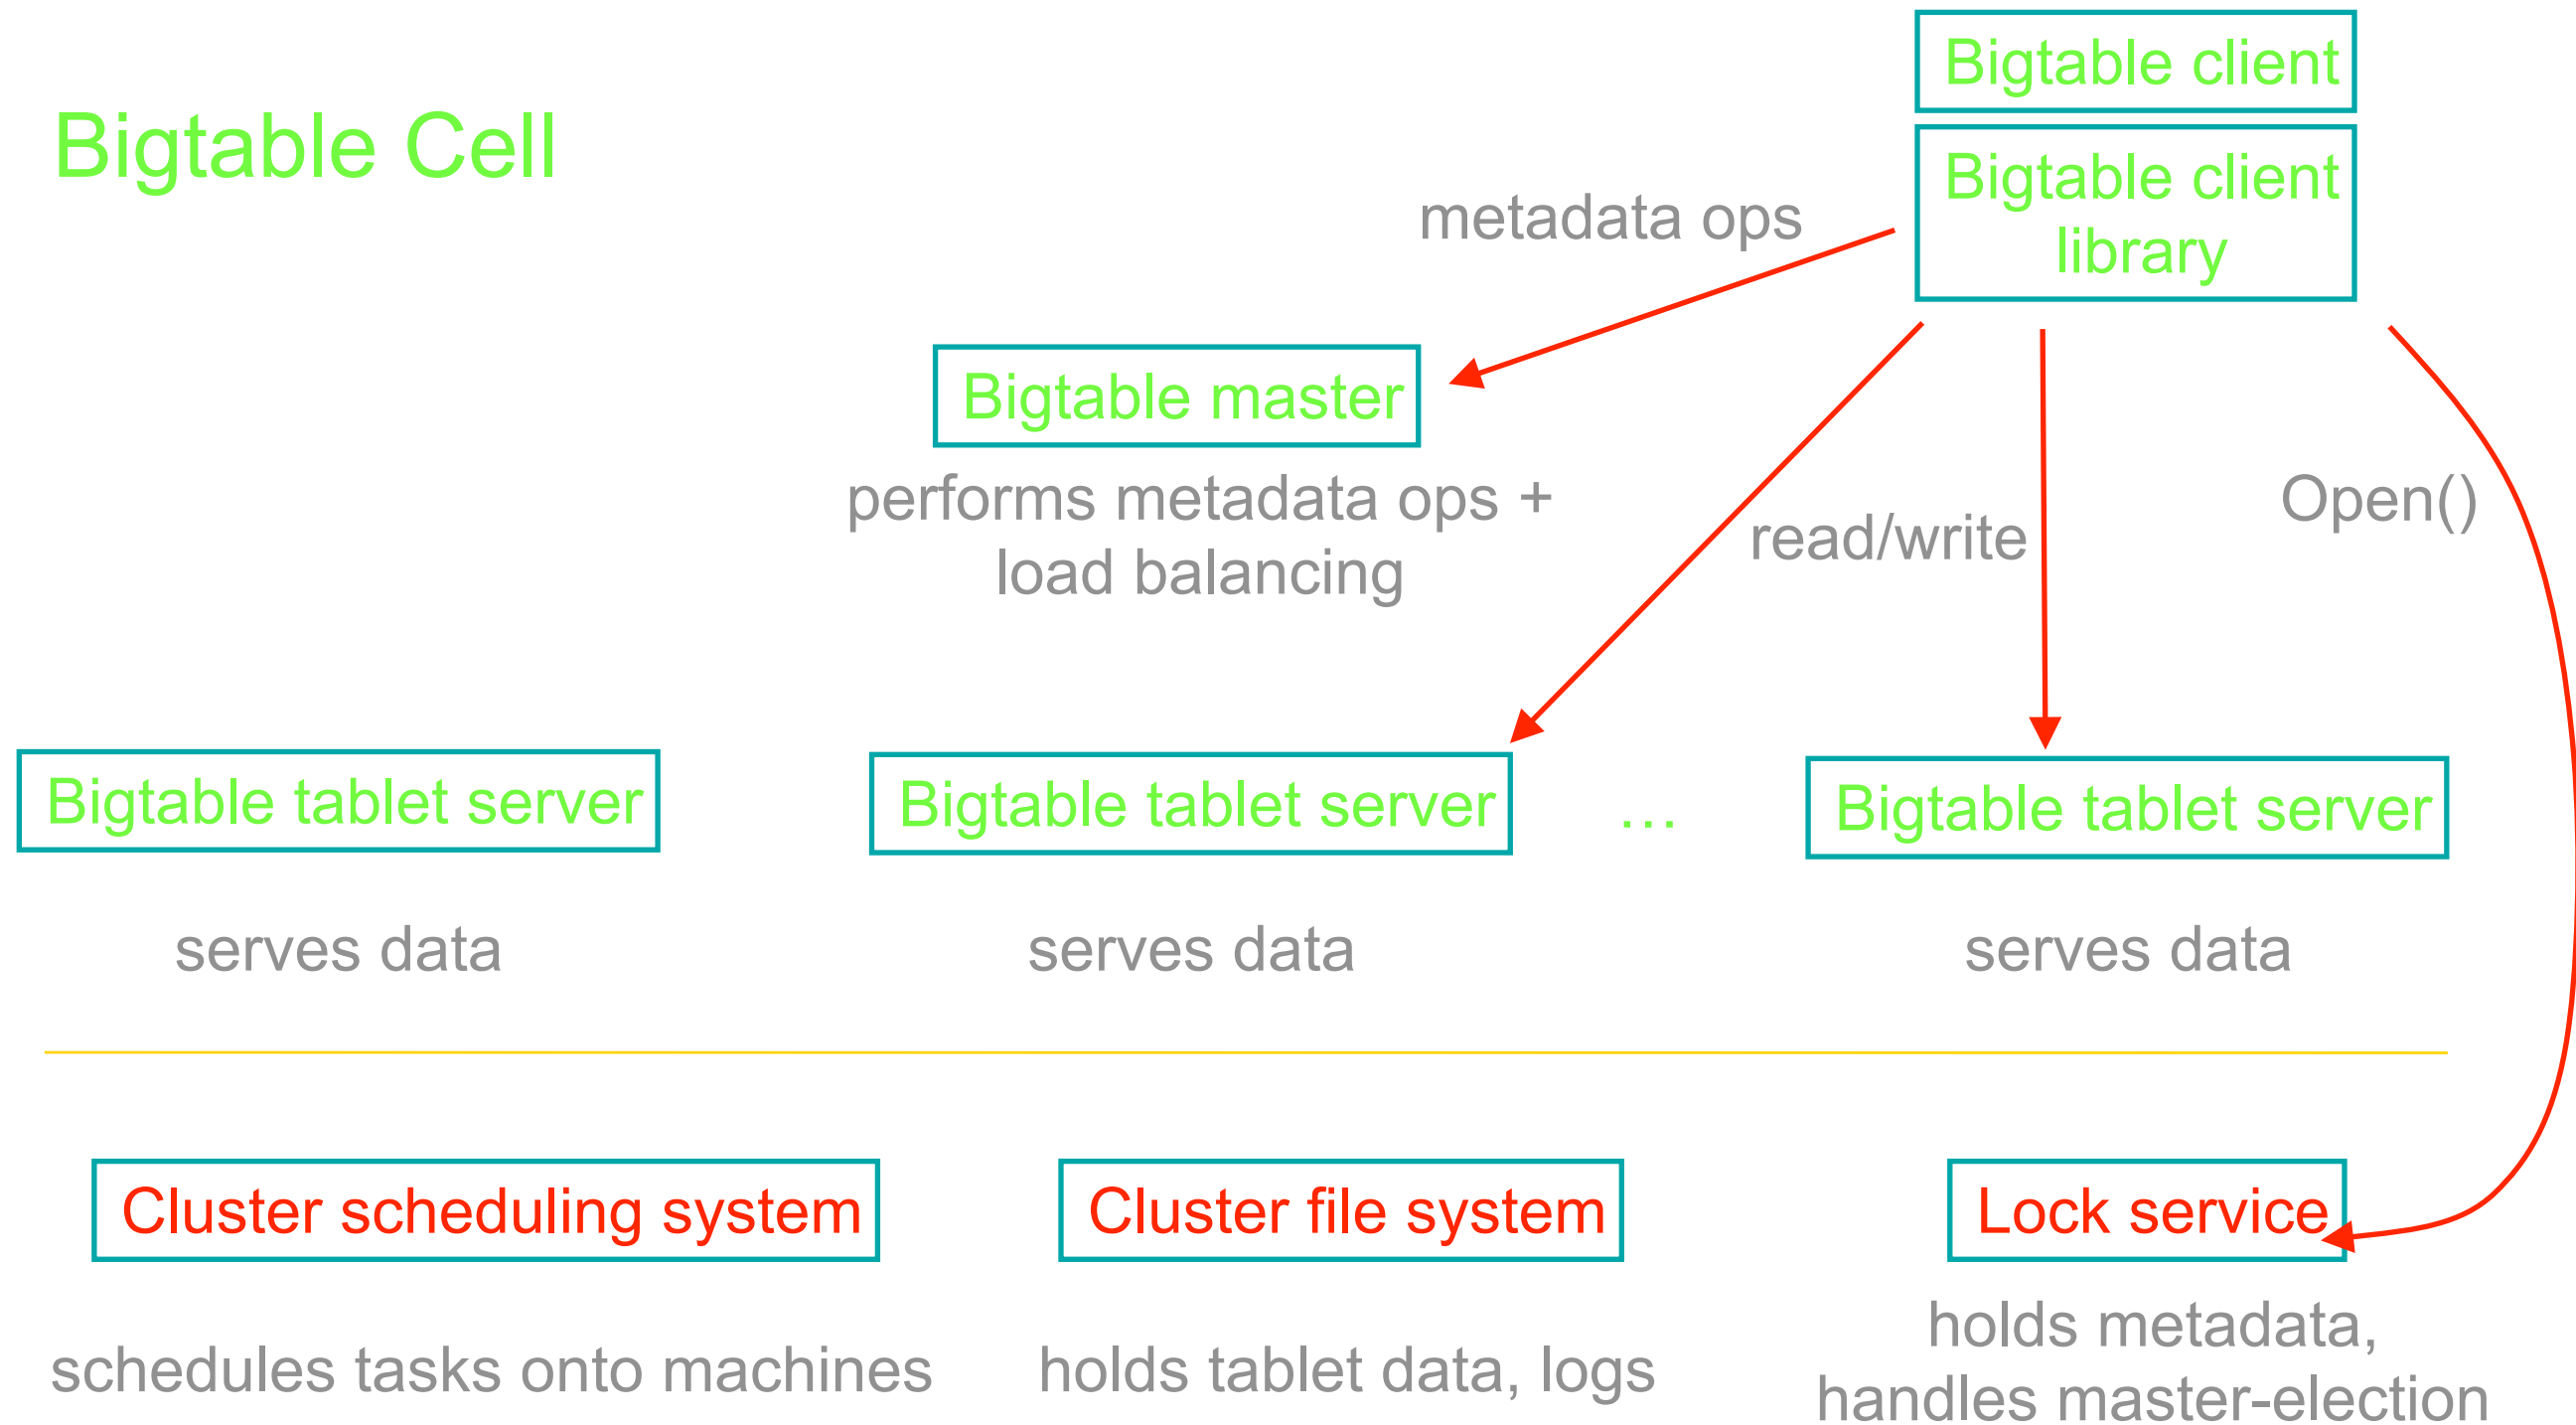 Bigtable Cell
Bigtable client
Bigtable client
library
metadata ops
Bigtable master
performs metadata ops +
load balancing
read/write
Open()
Bigtable tablet server
serves data
Bigtable tablet server
serves data
…
Bigtable tablet server
serves data
Cluster scheduling system
schedules tasks onto machines
Cluster file system
holds tablet data, logs
Lock service
holds metadata,
handles master-election